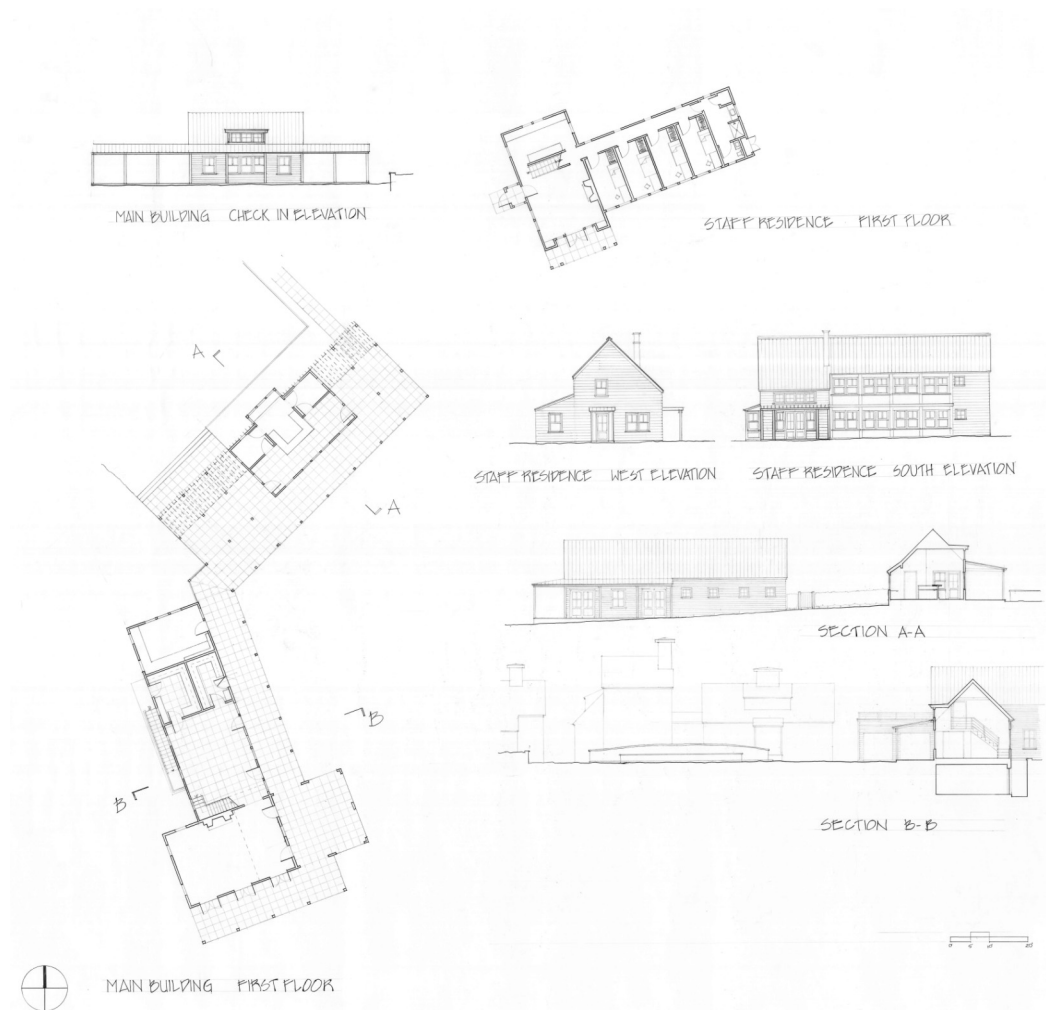 MAIN BUILDING CHECK IN ELEVATION
STAFF RESIDENCE FIRST FLOOR
A
A
STAFF RESIDENCE WEST ELEVATION
STAFF RESIDENCE SOUTH ELEVATION
SECTION A-A
B
B
SECTION B-B
MAIN BUILDING FIRST FLOOR